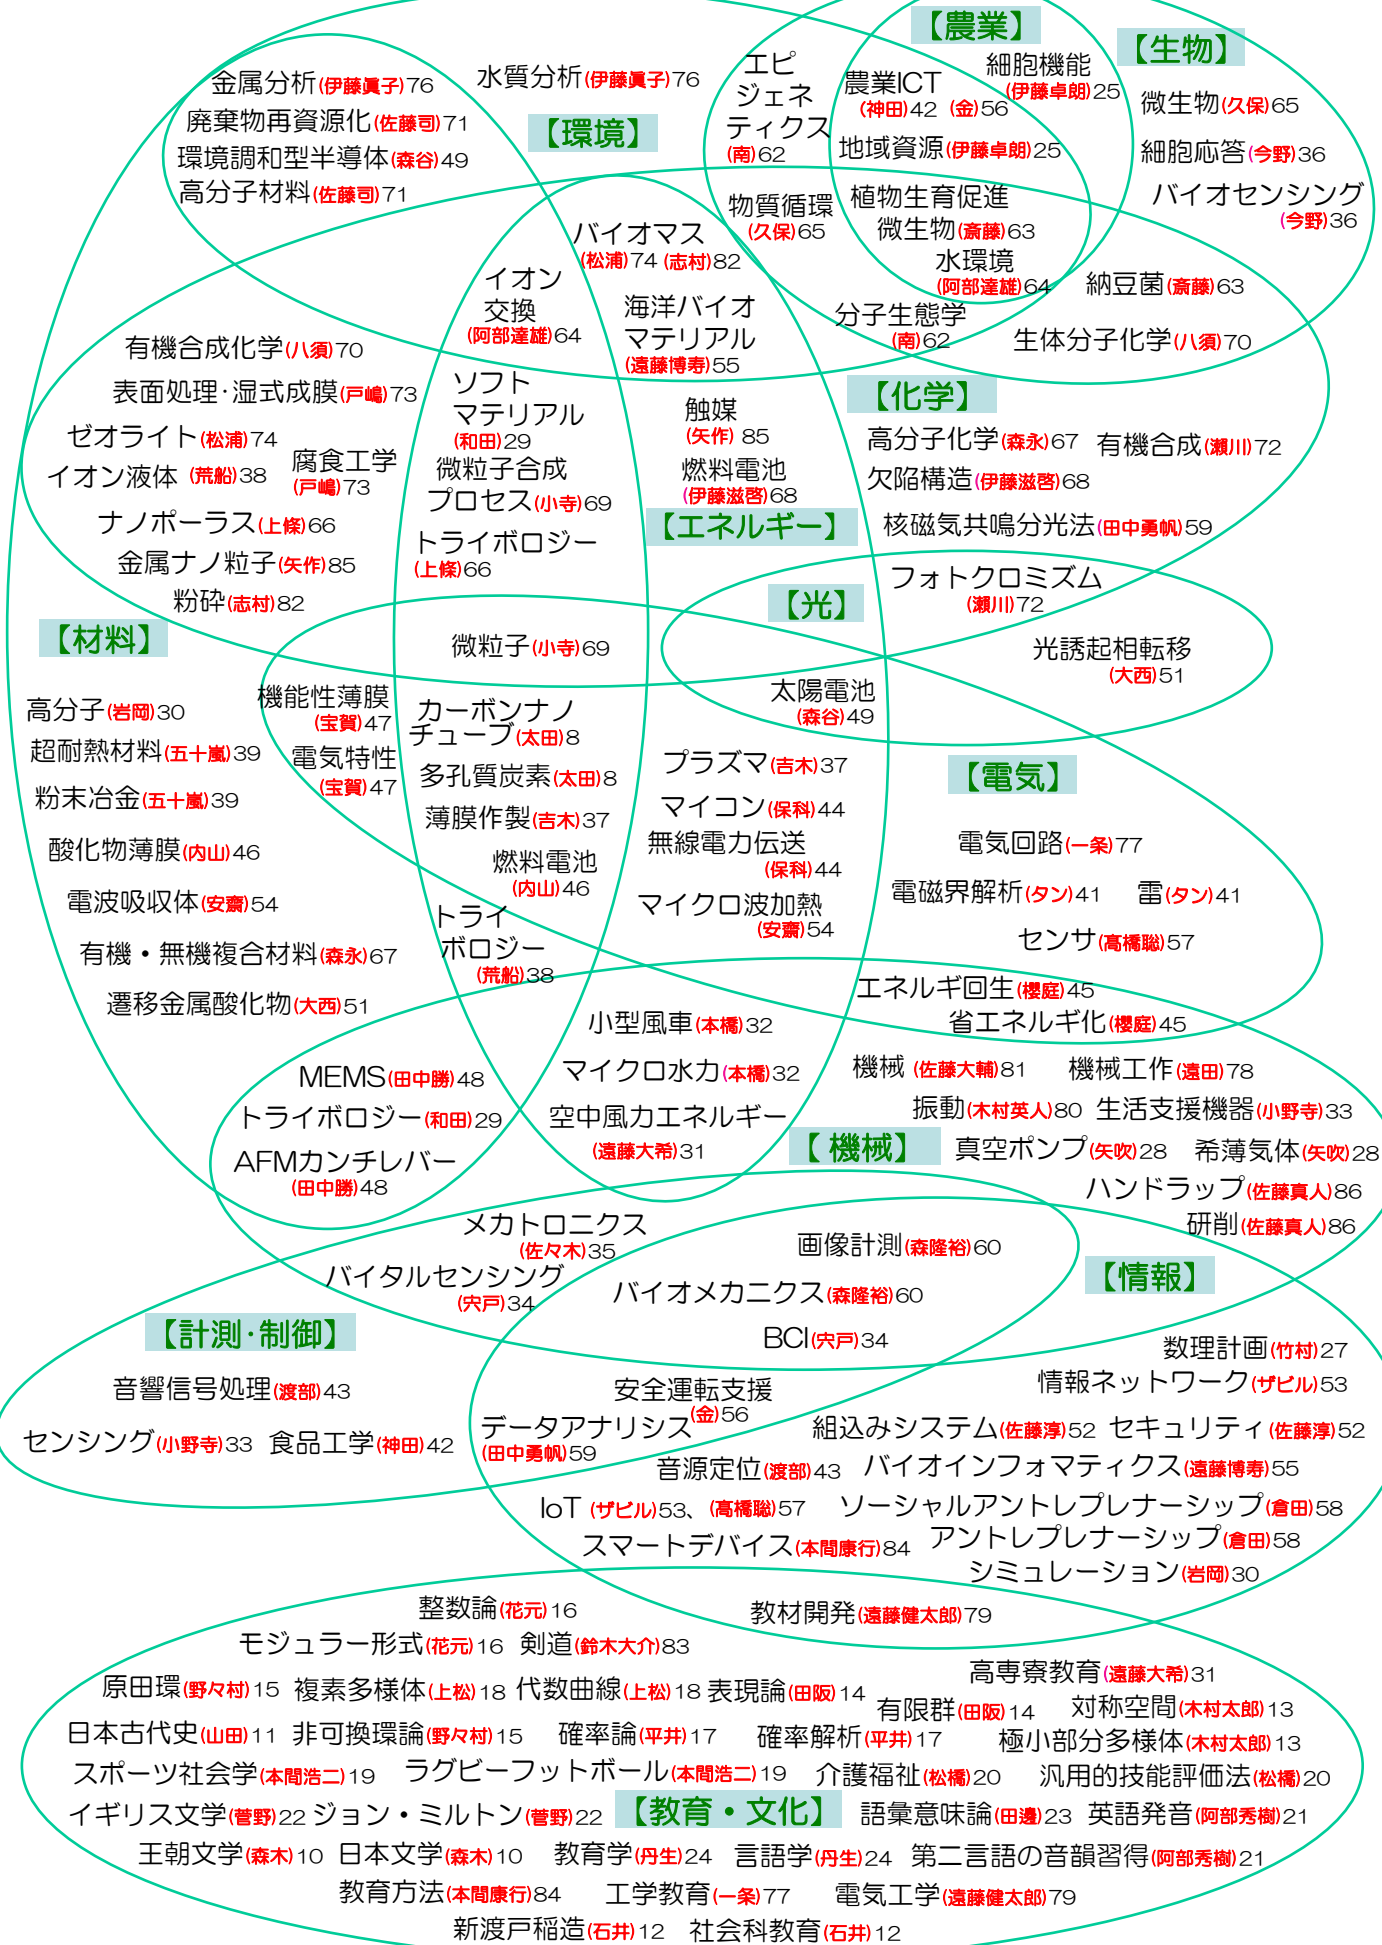 【農業】
【生物】
エピ
ジェネ
ティクス
(南)62
農業ICT
(神田)42 (金)56
細胞機能
(伊藤卓朗)25
地域資源(伊藤卓朗)25
微生物(久保)65
細胞応答(今野)36
バイオセンシング
(今野)36
金属分析(伊藤眞子)76
水質分析(伊藤眞子)76
廃棄物再資源化(佐藤司)71
【環境】
環境調和型半導体(森谷)49
高分子材料(佐藤司)71
物質循環
(久保)65
植物生育促進
微生物(斎藤)63
水環境
(阿部達雄)64
納豆菌(斎藤)63
バイオマス
(松浦)74 (志村)82
イオン
交換
(阿部達雄)64
海洋バイオ
マテリアル
(遠藤博寿)55
分子生態学
(南)62
生体分子化学(八須)70
有機合成化学(八須)70
表面処理・湿式成膜(戸嶋)73
ゼオライト(松浦)74
イオン液体 (荒船)38
腐食工学
(戸嶋)73
ナノポーラス(上條)66
金属ナノ粒子(矢作)85
粉砕(志村)82
ソフト
マテリアル
(和田)29
微粒子合成
プロセス(小寺)69
トライボロジー
(上條)66
触媒
(矢作) 85
燃料電池
(伊藤滋啓)68
【エネルギー】
【化学】
高分子化学(森永)67
有機合成(瀬川)72
欠陥構造(伊藤滋啓)68
核磁気共鳴分光法(田中勇帆)59
フォトクロミズム
(瀬川)72
【光】
光誘起相転移
(大西)51
太陽電池
(森谷)49
【材料】
微粒子(小寺)69
高分子(岩岡)30
超耐熱材料(五十嵐)39
粉末冶金(五十嵐)39
酸化物薄膜(内山)46
電波吸収体(安齋)54
有機・無機複合材料(森永)67
遷移金属酸化物(大西)51
機能性薄膜
(宝賀)47
電気特性
(宝賀)47
カーボンナノ
チューブ(太田)8
多孔質炭素(太田)8
薄膜作製(吉木)37
燃料電池
(内山)46
トライ
ボロジー
(荒船)38
プラズマ(吉木)37
マイコン(保科)44
無線電力伝送
(保科)44
マイクロ波加熱
(安齋)54
【電気】
電気回路(一条)77
電磁界解析(タン)41
雷(タン)41
センサ(髙橋聡)57
エネルギ回生(櫻庭)45
省エネルギ化(櫻庭)45
小型風車(本橋)32
マイクロ水力(本橋)32
空中風力エネルギー
(遠藤大希)31
MEMS(田中勝)48
トライボロジー(和田)29
AFMカンチレバー
(田中勝)48
機械 (佐藤大輔)81
機械工作(遠田)78
振動(木村英人)80
生活支援機器(小野寺)33
【 機械】
真空ポンプ(矢吹)28
希薄気体(矢吹)28
ハンドラップ(佐藤真人)86
研削(佐藤真人)86
メカトロニクス
(佐々木)35
バイタルセンシング
(宍戸)34
画像計測(森隆裕)60
バイオメカニクス(森隆裕)60
BCI(宍戸)34
【情報】
【計測・制御】
音響信号処理(渡部)43
センシング(小野寺)33
食品工学(神田)42
安全運転支援
(金)56
データアナリシス
(田中勇帆)59
数理計画(竹村)27
情報ネットワーク(ザビル)53
組込みシステム(佐藤淳)52
セキュリティ(佐藤淳)52
音源定位(渡部)43
バイオインフォマティクス(遠藤博寿)55
IoT (ザビル)53、(髙橋聡)57
ソーシャルアントレプレナーシップ(倉田)58
スマートデバイス(本間康行)84
アントレプレナーシップ(倉田)58
シミュレーション(岩岡)30
整数論(花元)16
教材開発(遠藤健太郎)79
モジュラー形式(花元)16
剣道(鈴木大介)83
高専寮教育(遠藤大希)31
原田環(野々村)15
複素多様体(上松)18
代数曲線(上松)18
表現論(田阪)14
有限群(田阪)14
対称空間(木村太郎)13
日本古代史(山田)11
非可換環論(野々村)15
確率論(平井)17
確率解析(平井)17
極小部分多様体(木村太郎)13
スポーツ社会学(本間浩二)19
ラグビーフットボール(本間浩二)19
介護福祉(松橋)20
汎用的技能評価法(松橋)20
イギリス文学(菅野)22
ジョン・ミルトン(菅野)22
【教育・文化】
語彙意味論(田邊)23
英語発音(阿部秀樹)21
王朝文学(森木)10
日本文学(森木)10
教育学(丹生)24
言語学(丹生)24
第二言語の音韻習得(阿部秀樹)21
教育方法(本間康行)84
工学教育(一条)77
電気工学(遠藤健太郎)79
新渡戸稲造(石井)12
社会科教育(石井)12